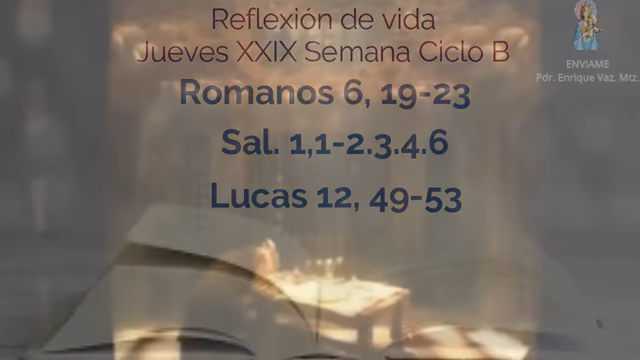 Reflexión de vida
Jueves XXIX Semana Ciclo B
Romanos 6, 19-23
Sal. 1,1-2.3.4.6
Lucas 12, 49-53
ENVIAME
Pdr. Enrique Vaz. Mtz.